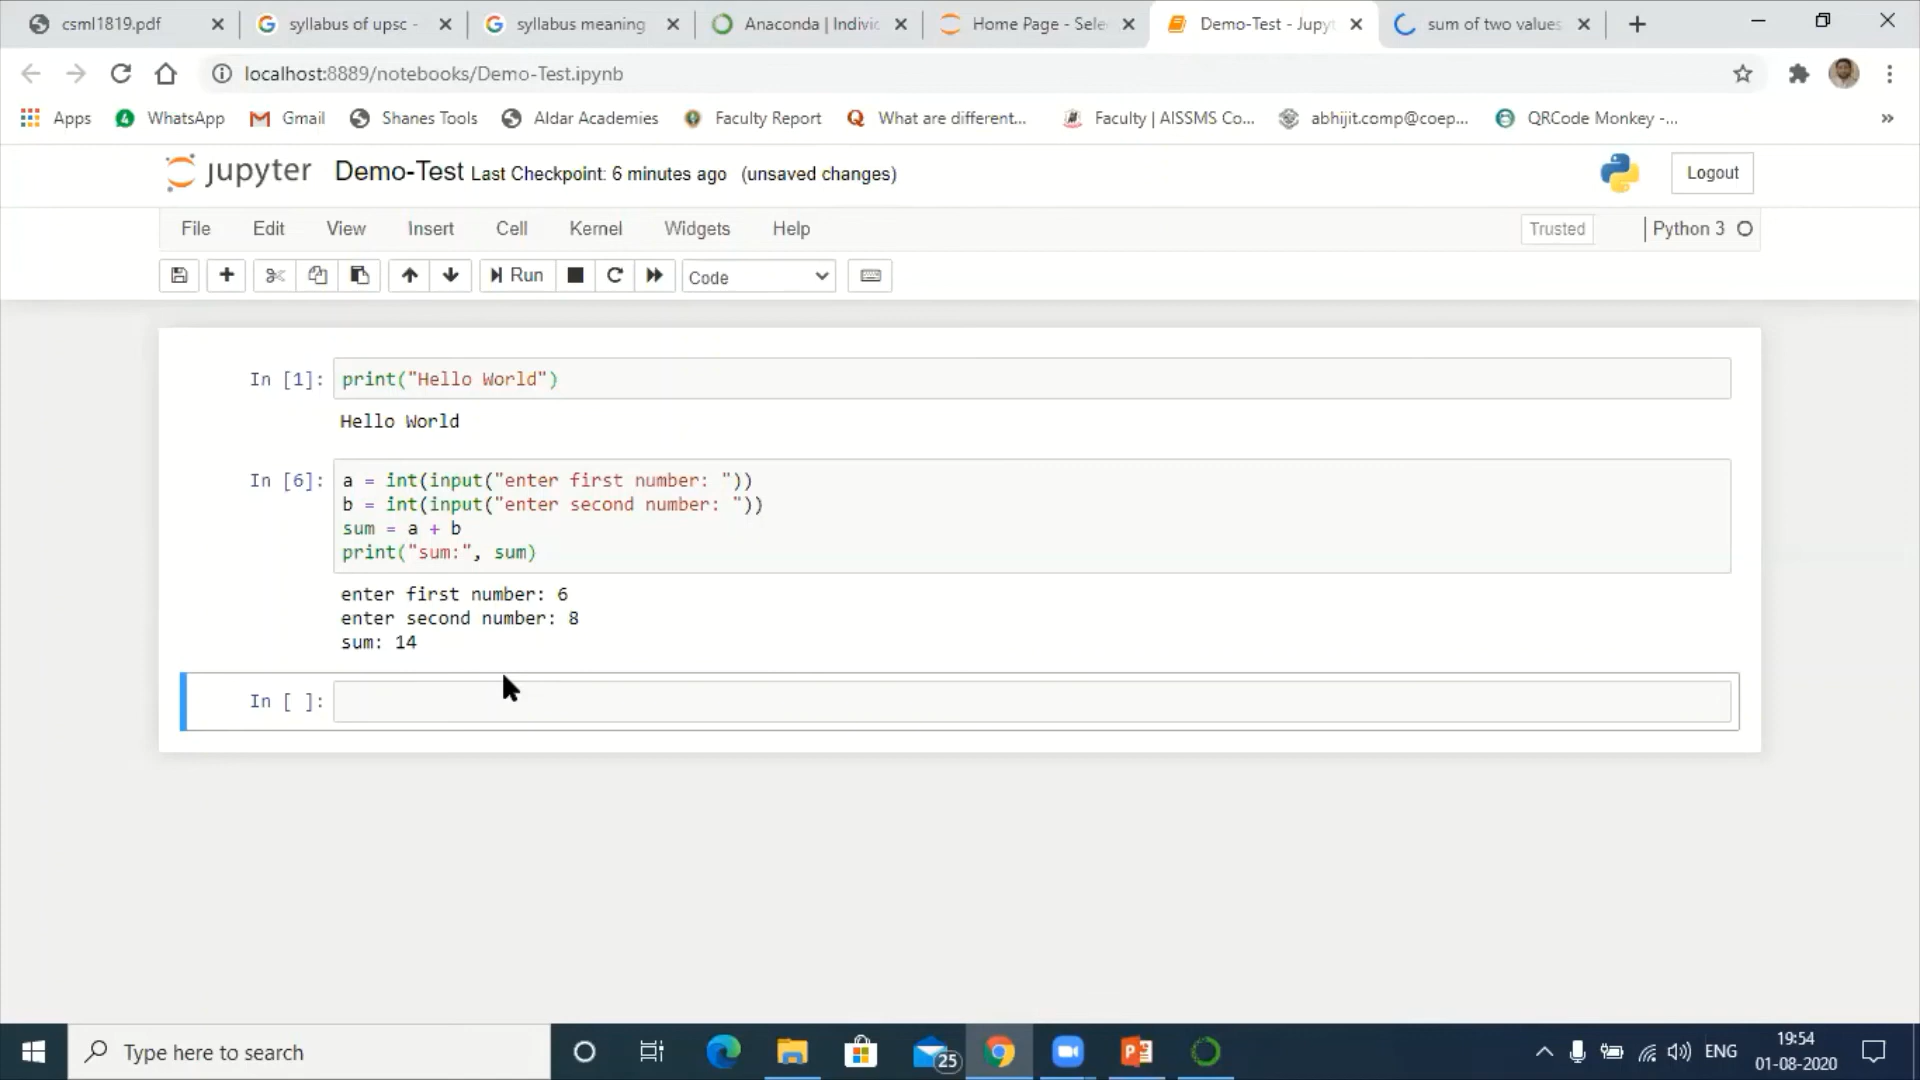 csml1819.pdf
syllabus of upsc -
syllabus meaning
Anaconda | Individ
Home Page - Sele
Demo-Test - Jupyt
sum of two values
localhost:8889/notebooks/Demo-Test.ipynb
Apps
WhatsApp
Gmail
Shanes Tools
Aldar Academies
Faculty Report
What are different...
Faculty | AISSMS Co...
abhijit.comp@coep...
QRCode Monkey -...
»
jupyter Demo-Test Last Checkpoint: 6 minutes ago (unsaved changes)
Logout
File Edit View Insert Cell Kernel Widgets Help
Trusted
Python 3
Run
Code
In [1]: print("Hello World")
Hello World
In [6]: a = int(input("enter first number: "))
b = int(input("enter second number: "))
sum = a + b
print("sum:", sum)
enter first number: 6
enter second number: 8
sum: 14
In [ ]:
Type here to search
25
ENG
19:54
01-08-2020